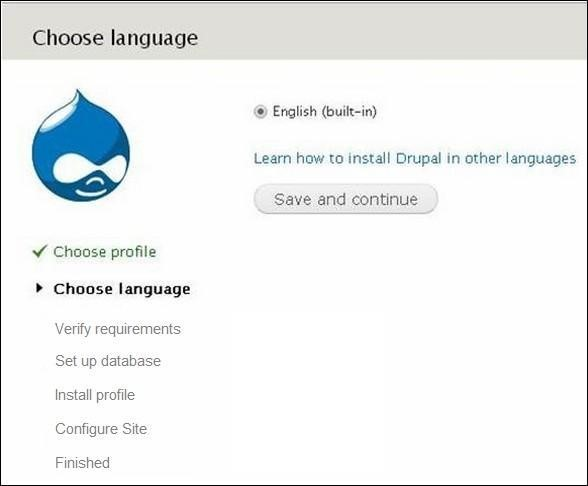 Choose language
English (built-in)
Learn how to install Drupal in other languages
Save and continue
Choose profile
Choose language
Verify requirements
Set up database
Install profile
Configure Site
Finished